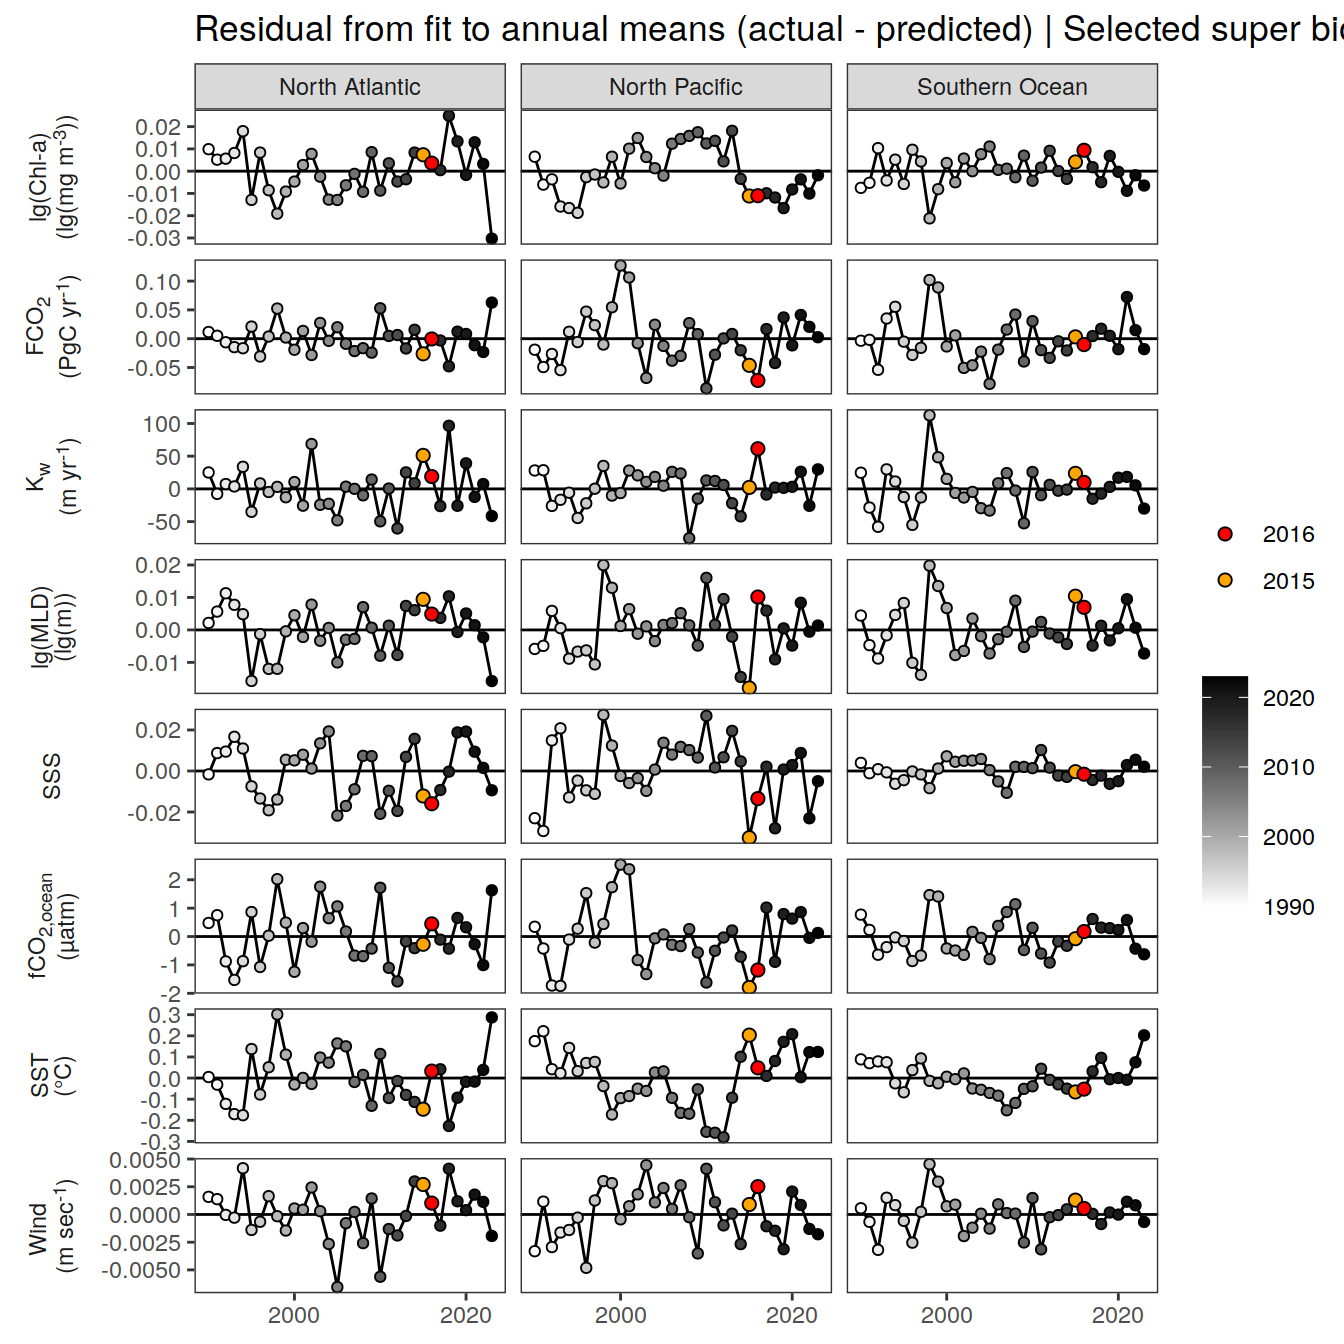 Residual from fit to annual means (actual - predicted) | Selected super
North Atlantic
North Pacific
Southern Ocean
lg(Chl-a)
(lg(mg m⁻³))
0.02
0.01
0.00
-0.01
-0.02
-0.03
FCO₂
(PgC yr⁻¹)
0.10
0.05
0.00
-0.05
K_w
(m yr⁻¹)
100
50
0
-50
lg(MLD)
(lg(m))
0.02
0.01
0.00
-0.01
SSS
0.02
0.00
-0.02
fCO₂,ocean
(µatm)
2
1
0
-1
-2
SST
(°C)
0.3
0.2
0.1
0.0
-0.1
-0.2
-0.3
Wind
(m sec⁻¹)
0.0050
0.0025
0.0000
-0.0025
-0.0050
2000
2020
2000
2020
2000
2020
2016
2015
2020
2010
2000
1990